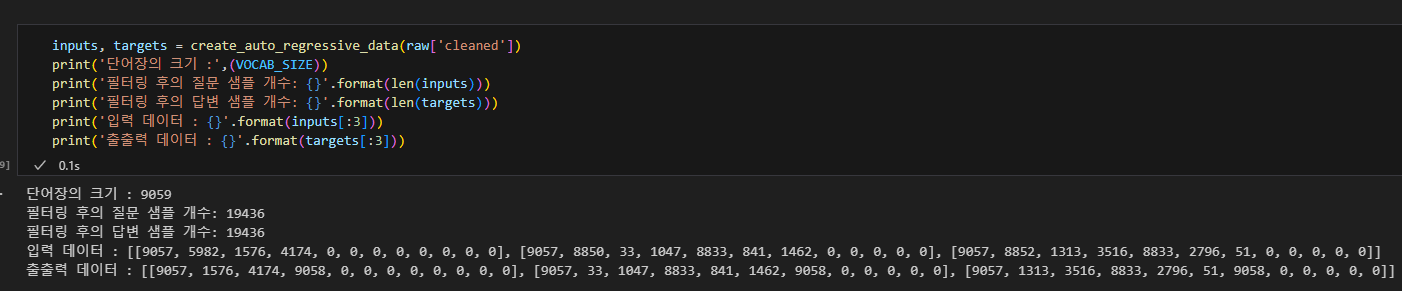 inputs, targets = create_auto_regressive_data(raw['cleaned'])
print('단어장의 크기 :',(VOCAB_SIZE))
print('필터링 후의 질문 샘플 개수: {}'.format(len(inputs)))
print('필터링 후의 답변 샘플 개수: {}'.format(len(targets)))
print('입력 데이터 : {}'.format(inputs[:3]))
print('출출력 데이터 : {}'.format(targets[:3]))
9] ✓ 0.1s
단어장의 크기 : 9059
필터링 후의 질문 샘플 개수: 19436
필터링 후의 답변 샘플 개수: 19436
입력 데이터 : [[9057, 5982, 1576, 4174, 0, 0, 0, 0, 0, 0, 0, 0], [9057, 8850, 33, 1047, 8833, 841, 1462, 0, 0, 0, 0, 0], [9057, 8852, 1313, 3516, 8833, 2796, 51, 0, 0, 0, 0, 0]]
출출력 데이터 : [[9057, 1576, 4174, 9058, 0, 0, 0, 0, 0, 0, 0, 0], [9057, 33, 1047, 8833, 841, 1462, 9058, 0, 0, 0, 0, 0], [9057, 1313, 3516, 8833, 2796, 51, 9058, 0, 0, 0, 0, 0]]